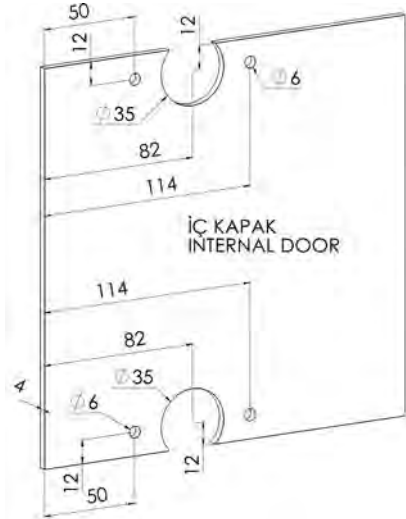 50
12
12
Ø6
Ø35
82
114
İÇ KAPAK
INTERNAL DOOR
114
82
4
Ø35
Ø6
12
12
50